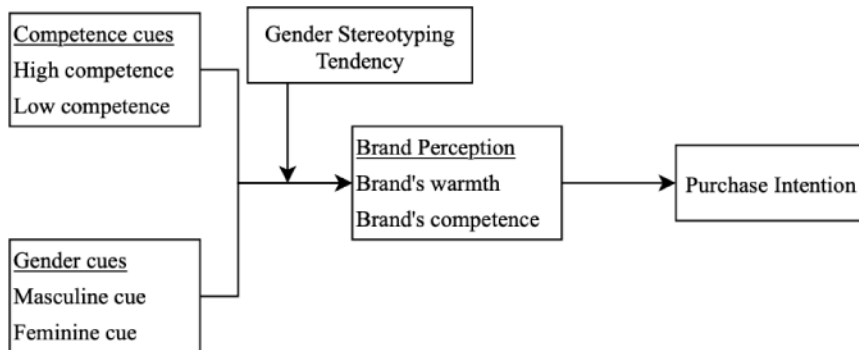 Competence cues
High competence
Low competence
Gender Stereotyping
Tendency
Brand Perception
Brand's warmth
Brand's competence
Purchase Intention
Gender cues
Masculine cue
Feminine cue